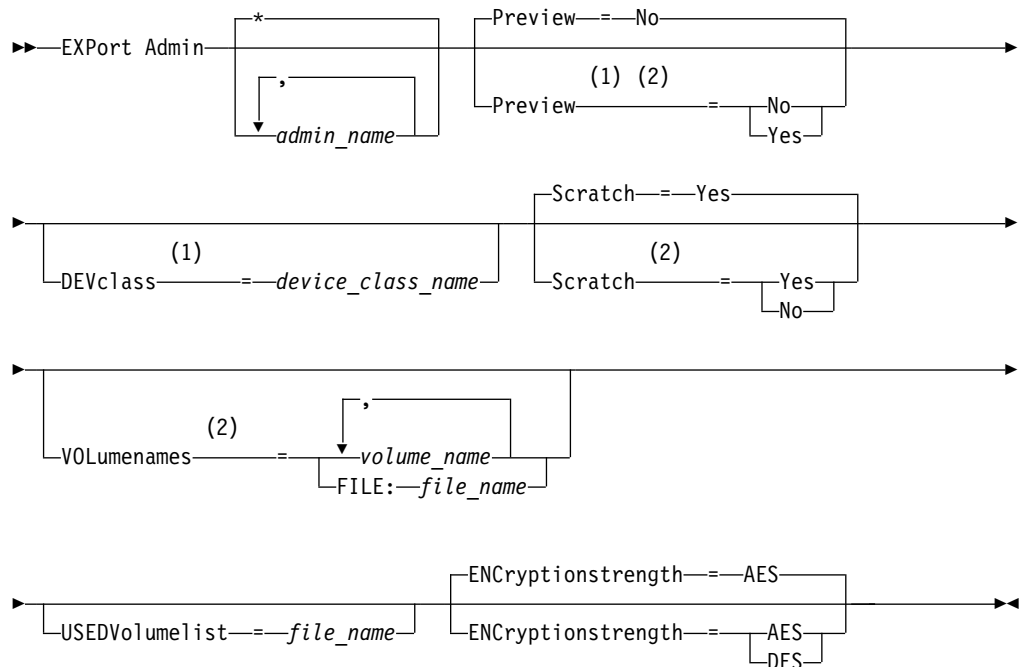 *
Preview = No
EXPort Admin
,
(1) (2)
Preview = No
admin_name
Yes
Scratch = Yes
(1)
(2)
DEVclass = device_class_name
Scratch = Yes
No
,
(2)
VOLumenames = volume_name
FILE: file_name
ENCryptionstrength = AES
USEDVolumelist = file_name
ENCryptionstrength = AES
DES